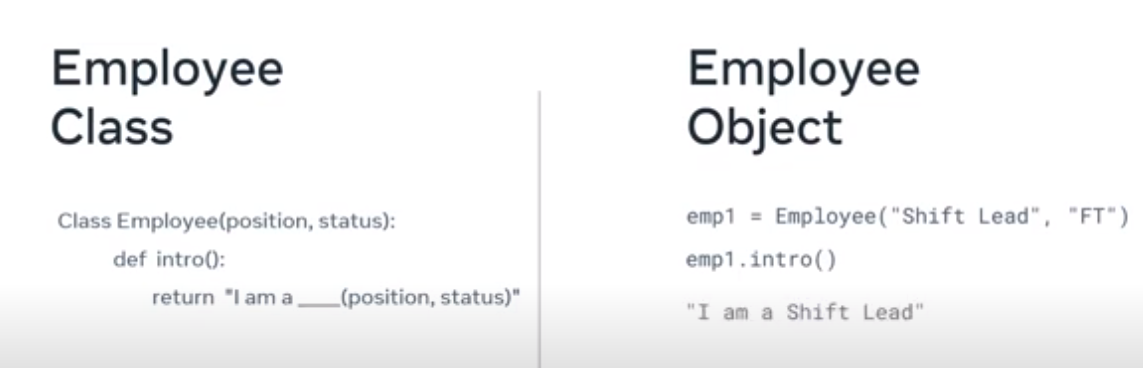 Employee
Class
Class Employee(position, status):
def intro():
return "I am a ____(position, status)"
Employee
Object
emp1 = Employee("Shift Lead", "FT")
emp1.intro()
"I am a Shift Lead"